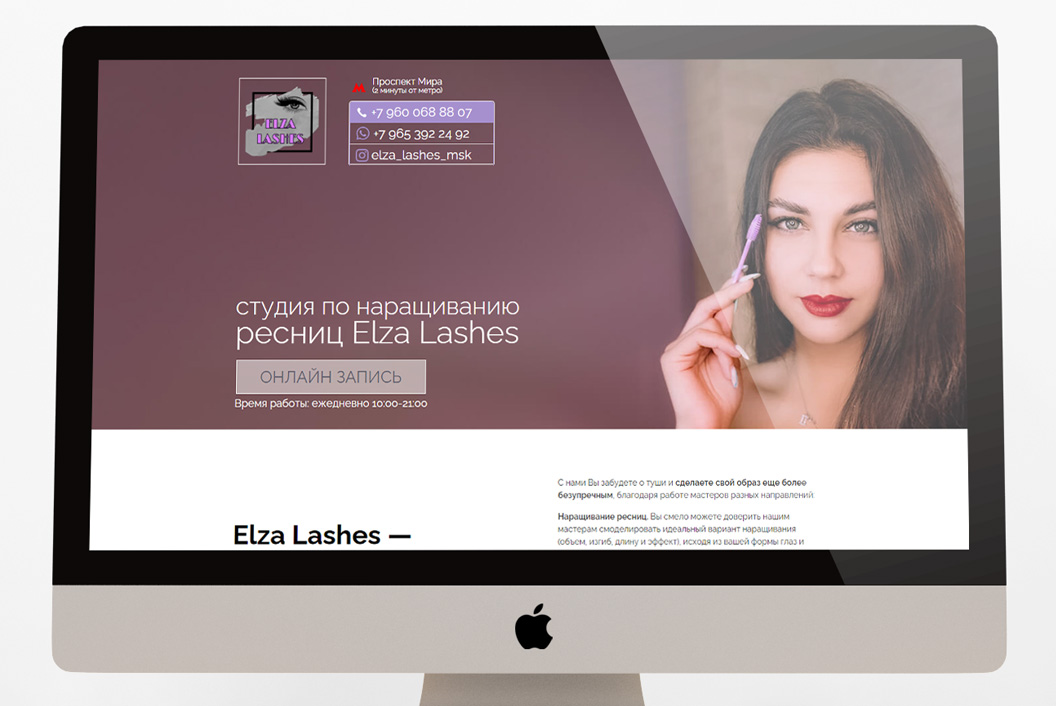 ELZA
LASHES
Проспект Мира
(2 минуты от метро)
+7 960 068 88 07
+7 965 392 24 92
elza_lashes_msk
студия по наращиванию
ресниц Elza Lashes
ОНЛАЙН ЗАПИСЬ
Время работы: ежедневно 10:00-21:00
Elza Lashes —
С нами Вы забудете о туши и сделаете свой образ еще более
безупречным, благодаря работе мастеров разных направлений
Наращивание ресниц. Вы смело можете доверить нашим
мастерам смоделировать идеальный вариант наращивания
(объем, изгиб, длину и эффект), исходя из вашей формы глаз и